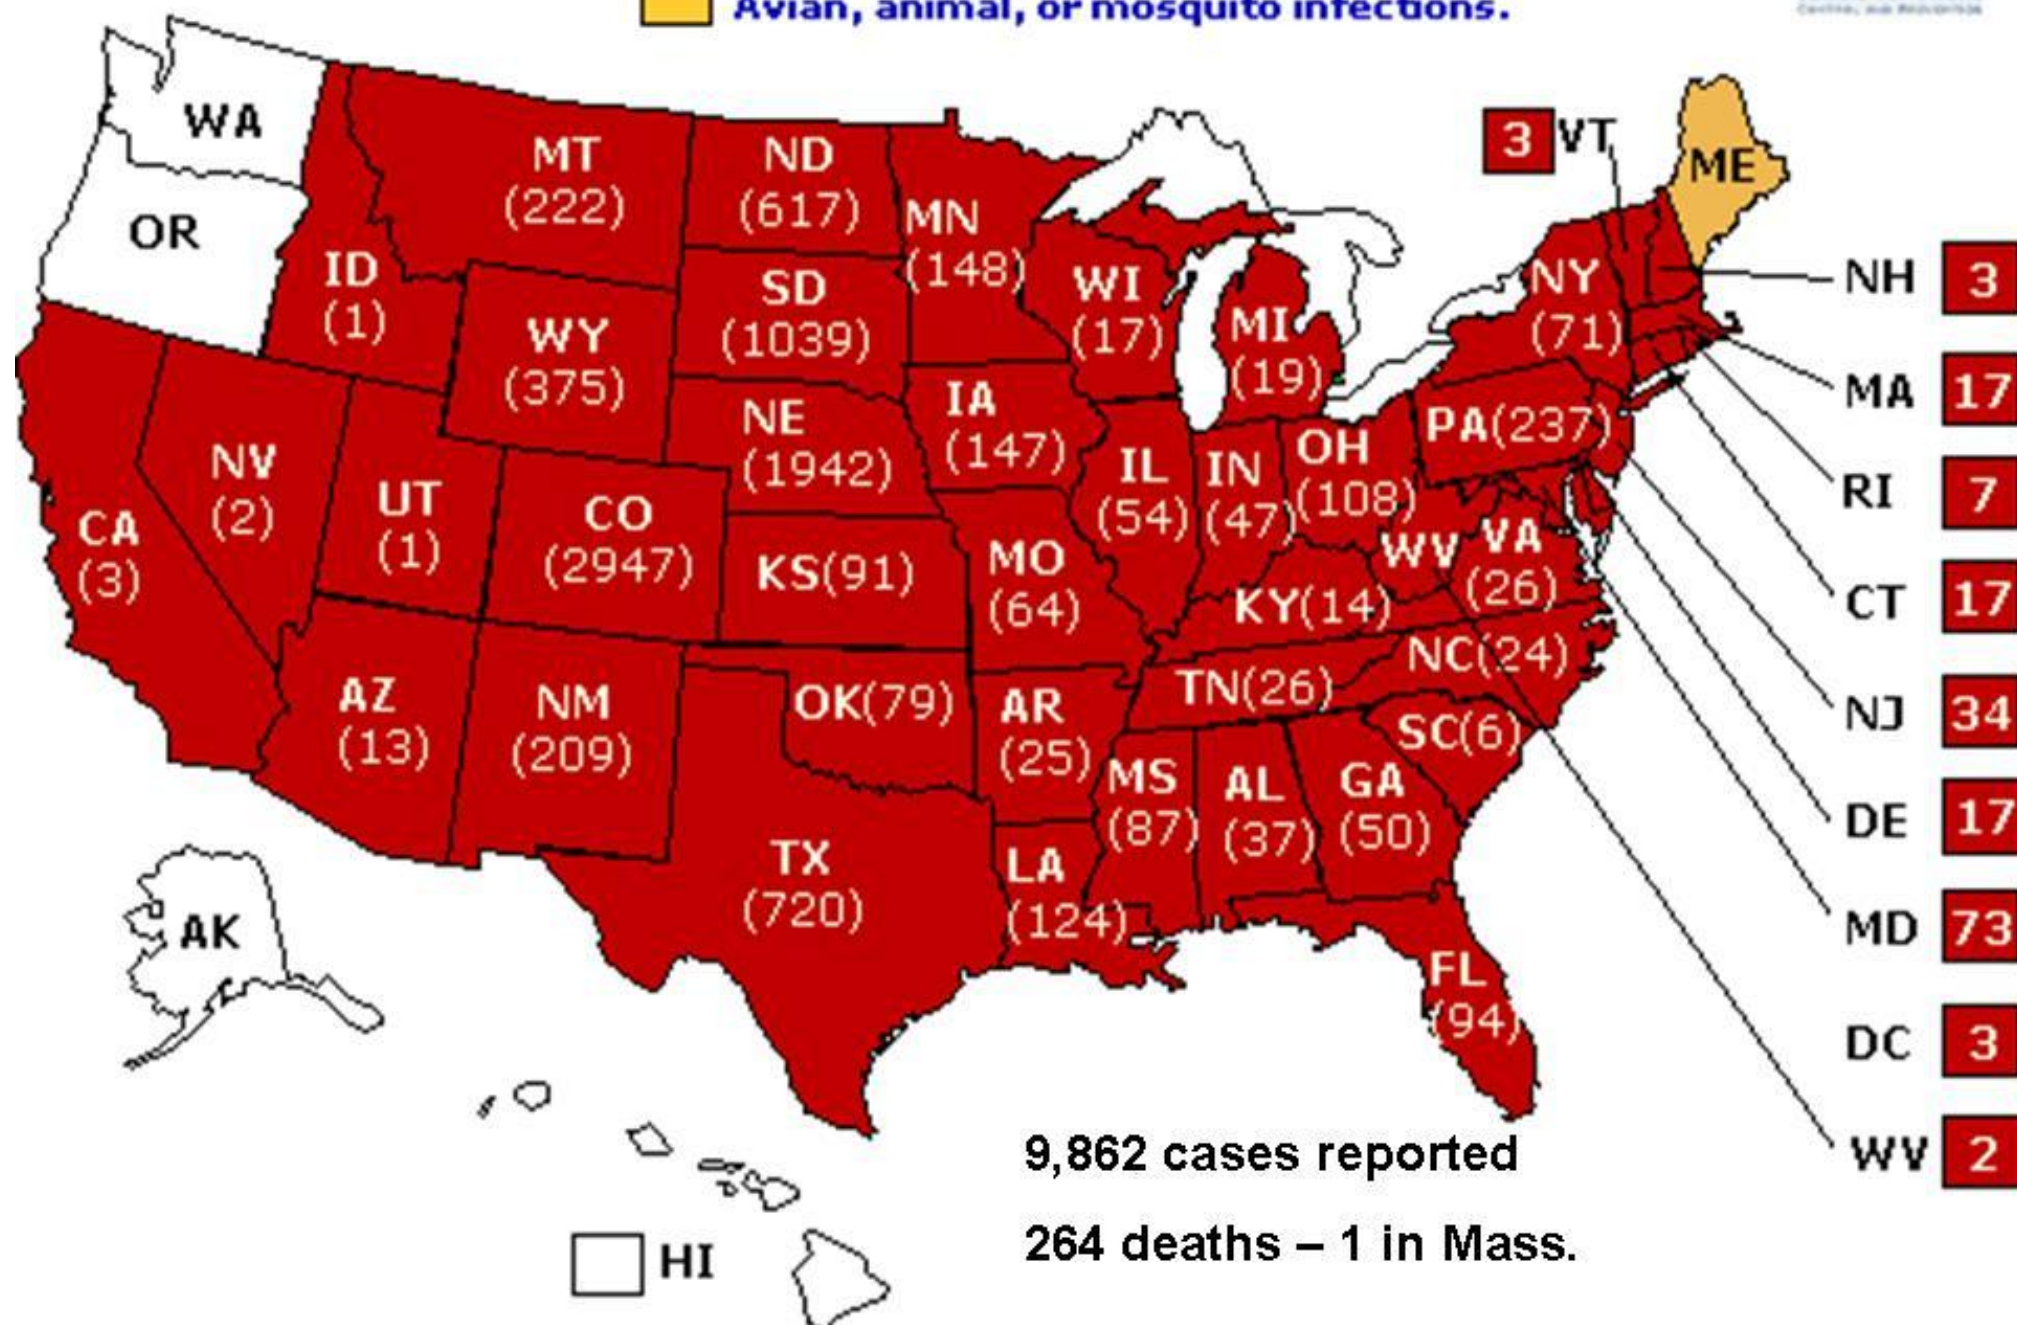 Avian, animal, or mosquito infections.
WA
OR
MT
(222)
ND
(617)
MN
(148)
3 VT
ME
ID
(1)
WY
(375)
SD
(1039)
WI
(17)
MI
(19)
NY
(71)
NH 3
NE
(1942)
IA
(147)
PA(237)
MA 17
NV
(2)
UT
(1)
CO
(2947)
KS(91)
MO
(64)
IL
(54)
IN
(47)
OH
(108)
RI 7
CA
(3)
WV
VA
(26)
KY(14)
CT 17
AZ
(13)
NM
(209)
OK(79)
AR
(25)
TN(26)
NC(24)
SC(6)
NJ 34
MS
(87)
AL
(37)
GA
(50)
DE 17
TX
(720)
LA
(124)
MD 73
AK
FL
(94)
DC 3
WV 2
9,862 cases reported
264 deaths – 1 in Mass.
HI